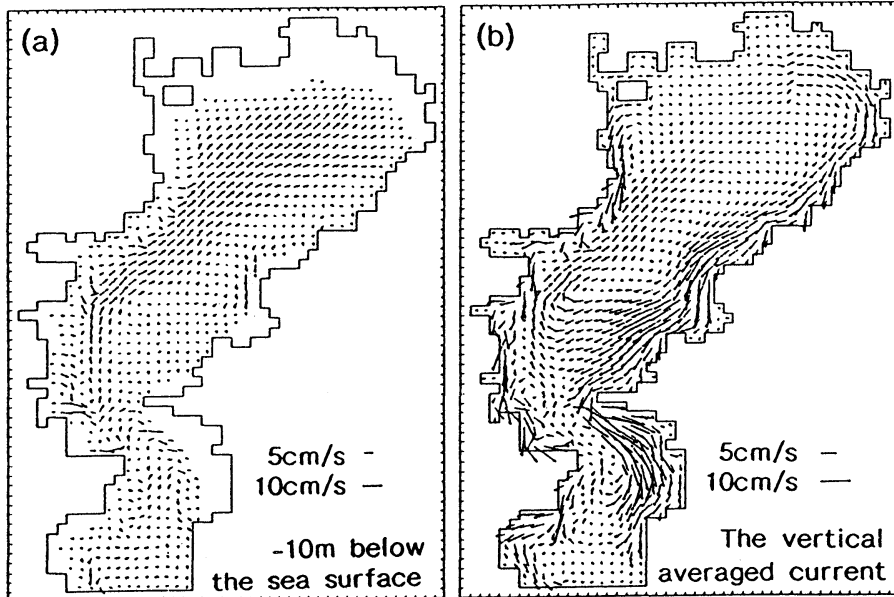 (a)
5cm/s
10cm/s
-10m below
the sea surface
(b)
5cm/s
10cm/s
The vertical
averaged current